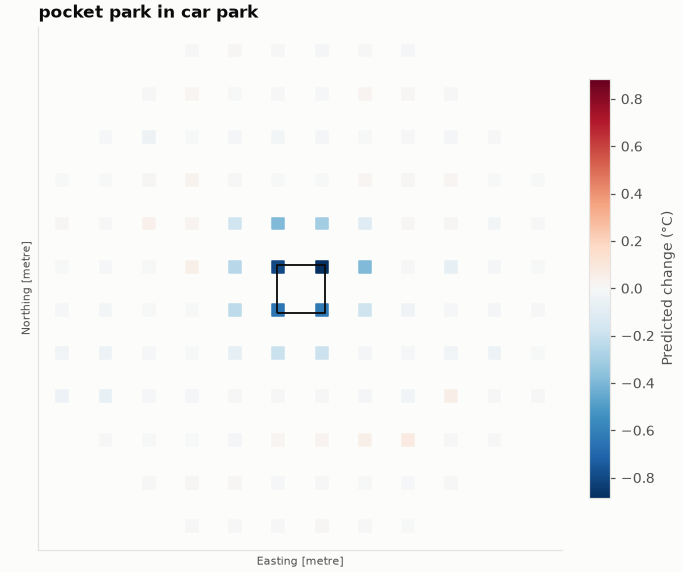 pocket park in car park
0.8
0.6
0.4
0.2
0.0
−0.2
−0.4
−0.6
−0.8
Predicted change (°C)
Northing [metre]
Easting [metre]